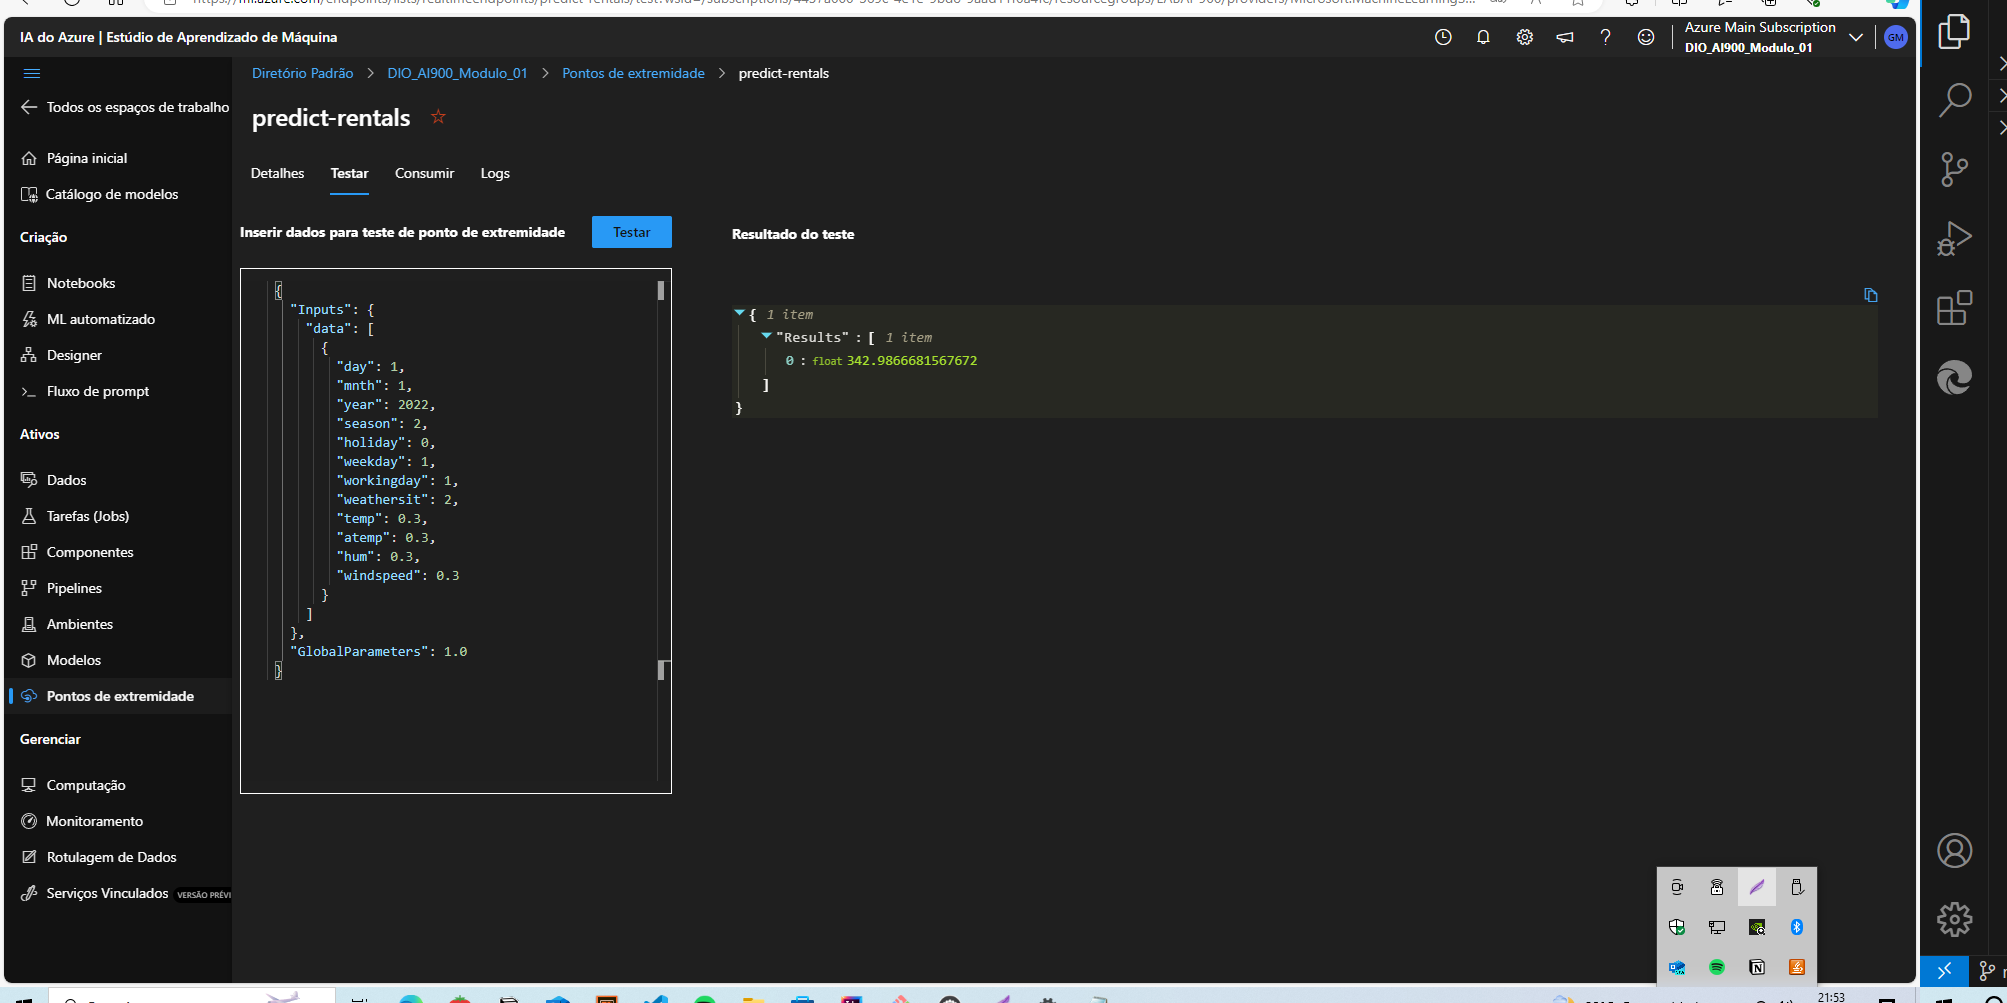 IA do Azure | Estúdio de Aprendizado de Máquina
Azure Main Subscription
DIO_AI900_Modulo_01
GM
Todos os espaços de trabalho
Página inicial
Catálogo de modelos
Criação
Notebooks
ML automatizado
Designer
Fluxo de prompt
Ativos
Dados
Tarefas (Jobs)
Componentes
Pipelines
Ambientes
Modelos
Pontos de extremidade
Gerenciar
Computação
Monitoramento
Rotulagem de Dados
Serviços Vinculados VERSÃO PRÉVI
Diretório Padrão > DIO_AI900_Modulo_01 > Pontos de extremidade > predict-rentals
predict-rentals
Detalhes Testar Consumir Logs
Inserir dados para teste de ponto de extremidade
Testar
{
"Inputs": {
"data": [
{
"day": 1,
"mnth": 1,
"year": 2022,
"season": 2,
"holiday": 0,
"weekday": 1,
"workingday": 1,
"weathersit": 2,
"temp": 0.3,
"atemp": 0.3,
"hum": 0.3,
"windspeed": 0.3
}
]
},
"GlobalParameters": 1.0
}
Resultado do teste
{ 1 item
"Results" : [ 1 item
0 : float 342.9866681567672
]
}
21:53